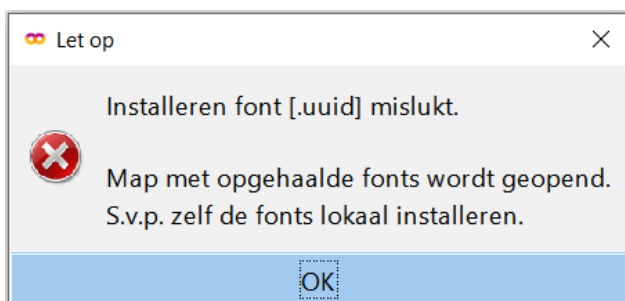 Let op
Installeren font [.uuid] mislukt.
Map met opgehaalde fonts wordt geopend.
S.v.p. zelf de fonts lokaal installeren.
OK